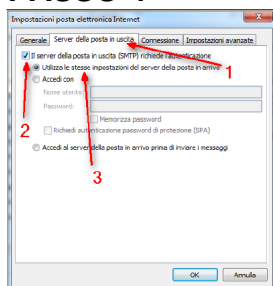 Impostazioni posta elettronica Internet
Generale Server della posta in uscita Connessione Impostazioni avanzate
Il server della posta in uscita (SMTP) richiede l'autenticazione
Utilizza le stesse impostazioni del server della posta in arrivo
1
Accedi con
Nome utente:
Password:
2
Memorizza password
Richiedi autenticazione password di protezione (SPA)
Accedi al server della posta in arrivo prima di inviare i messaggi
3
OK Annulla